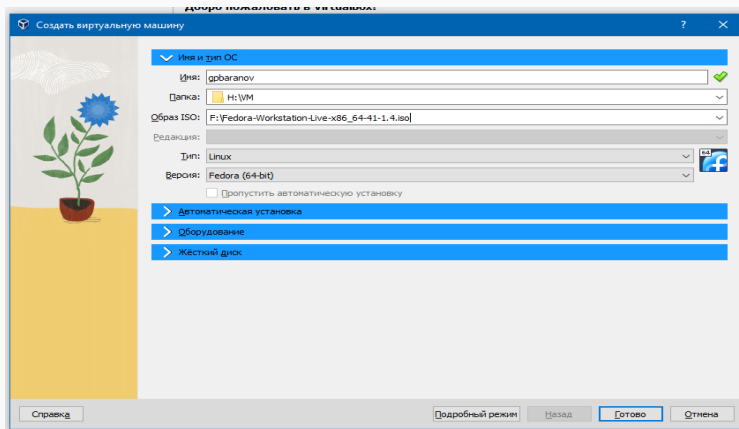 Добро пожаловать в VirtualBox!
Создать виртуальную машину
Имя и тип ОС
Имя: gpbaranov
Папка: H:\VM
Образ ISO: F:\Fedora-Workstation-Live-x86_64-41-1.4.iso
Редакция:
Тип: Linux
64
Версия: Fedora (64-bit)
Пропустить автоматическую установку
Автоматическая установка
Оборудование
Жёсткий диск
Справка Подробный режим Назад Готово Отмена